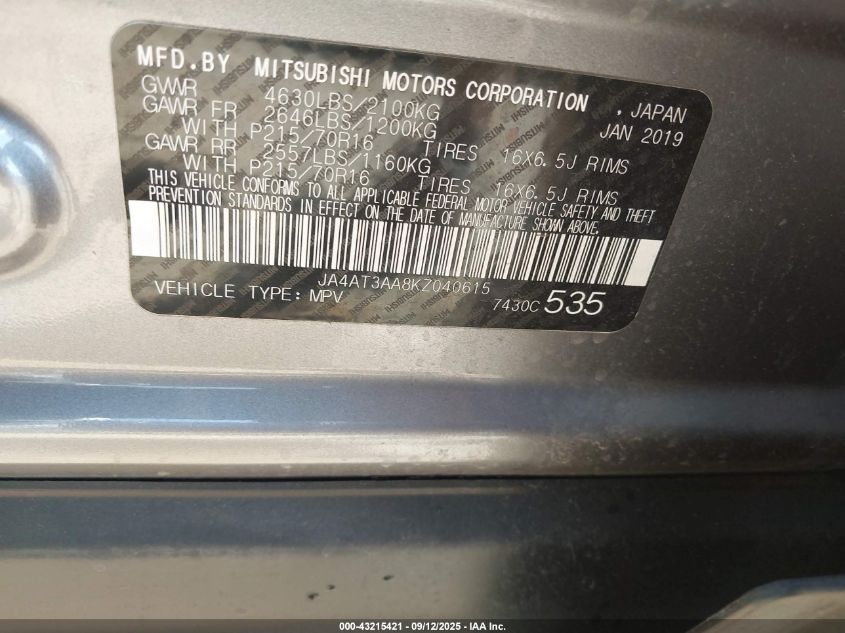 MFD.BY MITSUBISHI MOTORS CORPORATION , JAPAN
GWR 4630LBS/2100KG JAN 2019
GAWR FR 2646LBS/1200KG
WITH P215/70R16 TIRES 16X6.5J RIMS
GAWR RR 2557LBS/1160KG
WITH P215/70R16 TIRES 16X6.5J RIMS
THIS VEHICLE CONFORMS TO ALL APPLICABLE FEDERAL MOTOR VEHICLE SAFETY AND THEFT
PREVENTION STANDARDS IN EFFECT ON THE DATE OF MANUFACTURE SHOWN ABOVE.
JA4AT3AA8KZ040615
VEHICLE TYPE: MPV 7430C 535
000-43215421 - 09/12/2025 - IAA Inc.